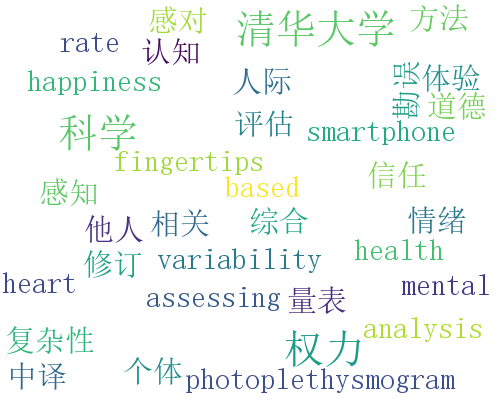 感对 清华大学 方法
rate 认知
happiness 人际 勘误 体验
科学 评估 smartphone 道德
fingertips
感知 based 信任
他人 相关 综合 情绪
修订 variability health
heart assessing 量表 mental
复杂性 权力 analysis
中译 个体 photoplethysmogram